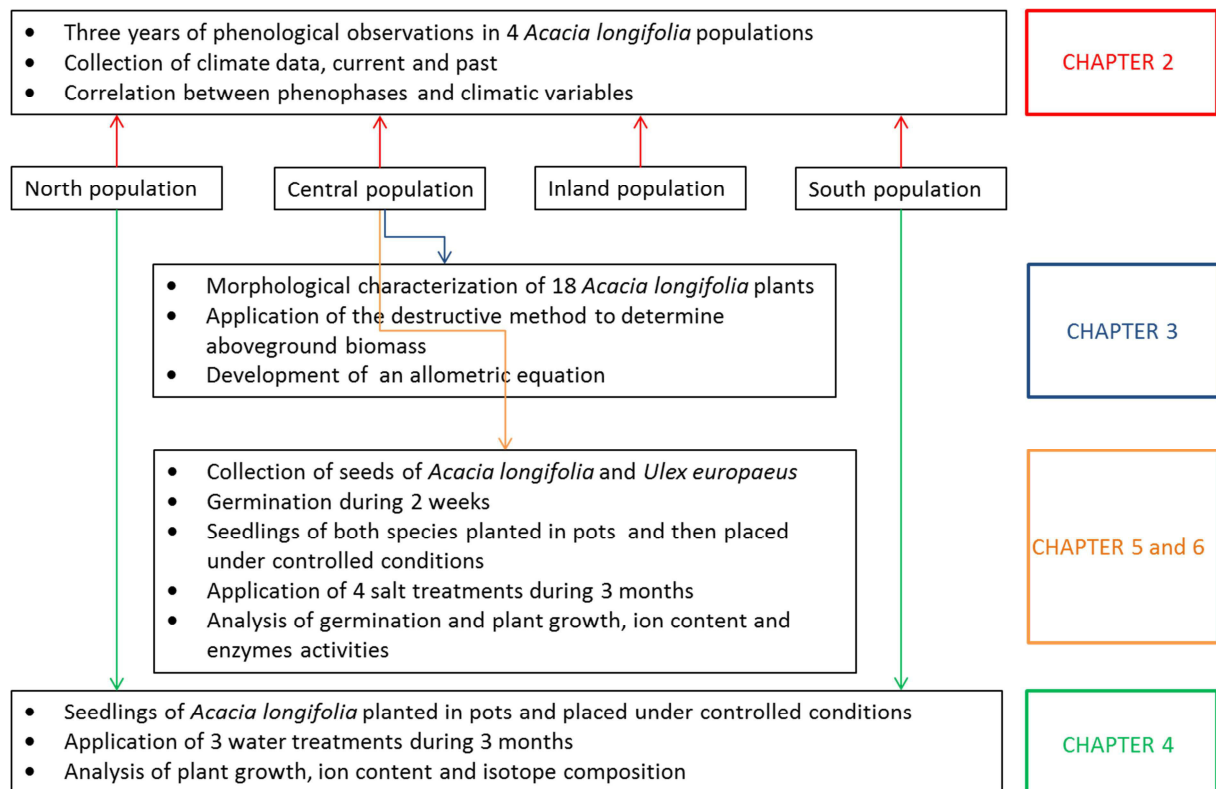 • Three years of phenological observations in 4 Acacia longifolia populations
• Collection of climate data, current and past
• Correlation between phenophases and climatic variables
CHAPTER 2
North population
Central population
Inland population
South population
• Morphological characterization of 18 Acacia longifolia plants
• Application of the destructive method to determine
aboveground biomass
• Development of an allometric equation
CHAPTER 3
• Collection of seeds of Acacia longifolia and Ulex europaeus
• Germination during 2 weeks
• Seedlings of both species planted in pots and then placed
under controlled conditions
• Application of 4 salt treatments during 3 months
• Analysis of germination and plant growth, ion content and
enzymes activities
CHAPTER 5 and 6
• Seedlings of Acacia longifolia planted in pots and placed under controlled conditions
• Application of 3 water treatments during 3 months
• Analysis of plant growth, ion content and isotope composition
CHAPTER 4